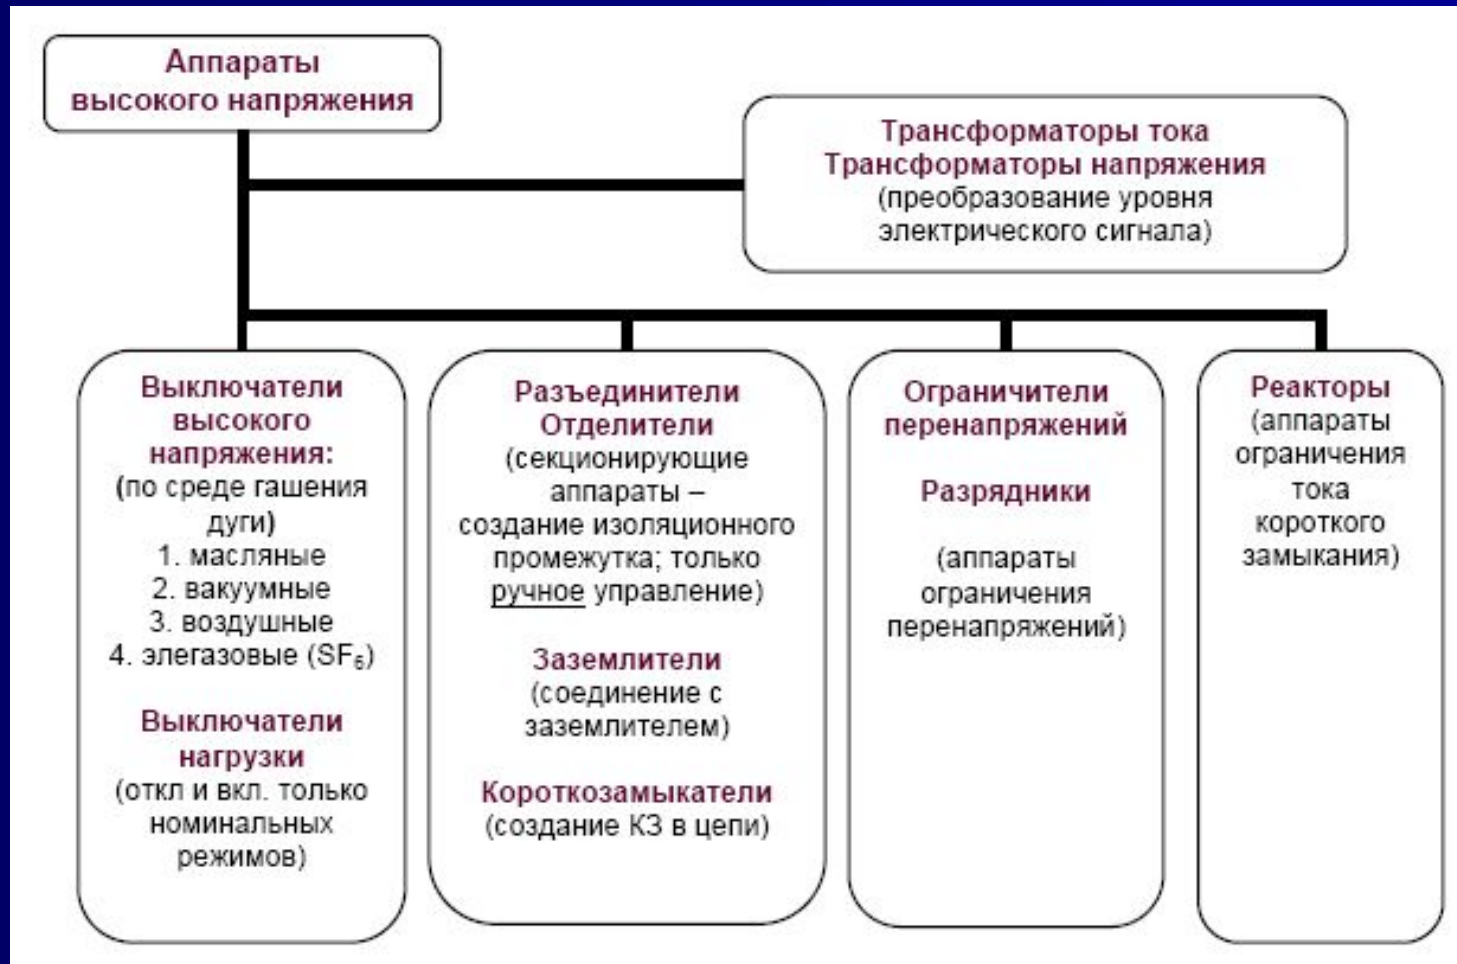 Аппараты
высокого напряжения
Трансформаторы тока
Трансформаторы напряжения
(преобразование уровня
электрического сигнала)
Выключатели
высокого
напряжения:
(по среде гашения
дуги)
1. масляные
2. вакуумные
3. воздушные
4. элегазовые (SF₆)
Выключатели
нагрузки
(откл и вкл. только
номинальных
режимов)
Разъединители
Отделители
(секционирующие
аппараты –
создание изоляционного
промежутка; только
ручное управление)
Заземлители
(соединение с
заземлителем)
Короткозамыкатели
(создание КЗ в цепи)
Ограничители
перенапряжений
Разрядники
(аппараты
ограничения
перенапряжений)
Реакторы
(аппараты
ограничения
тока
короткого
замыкания)